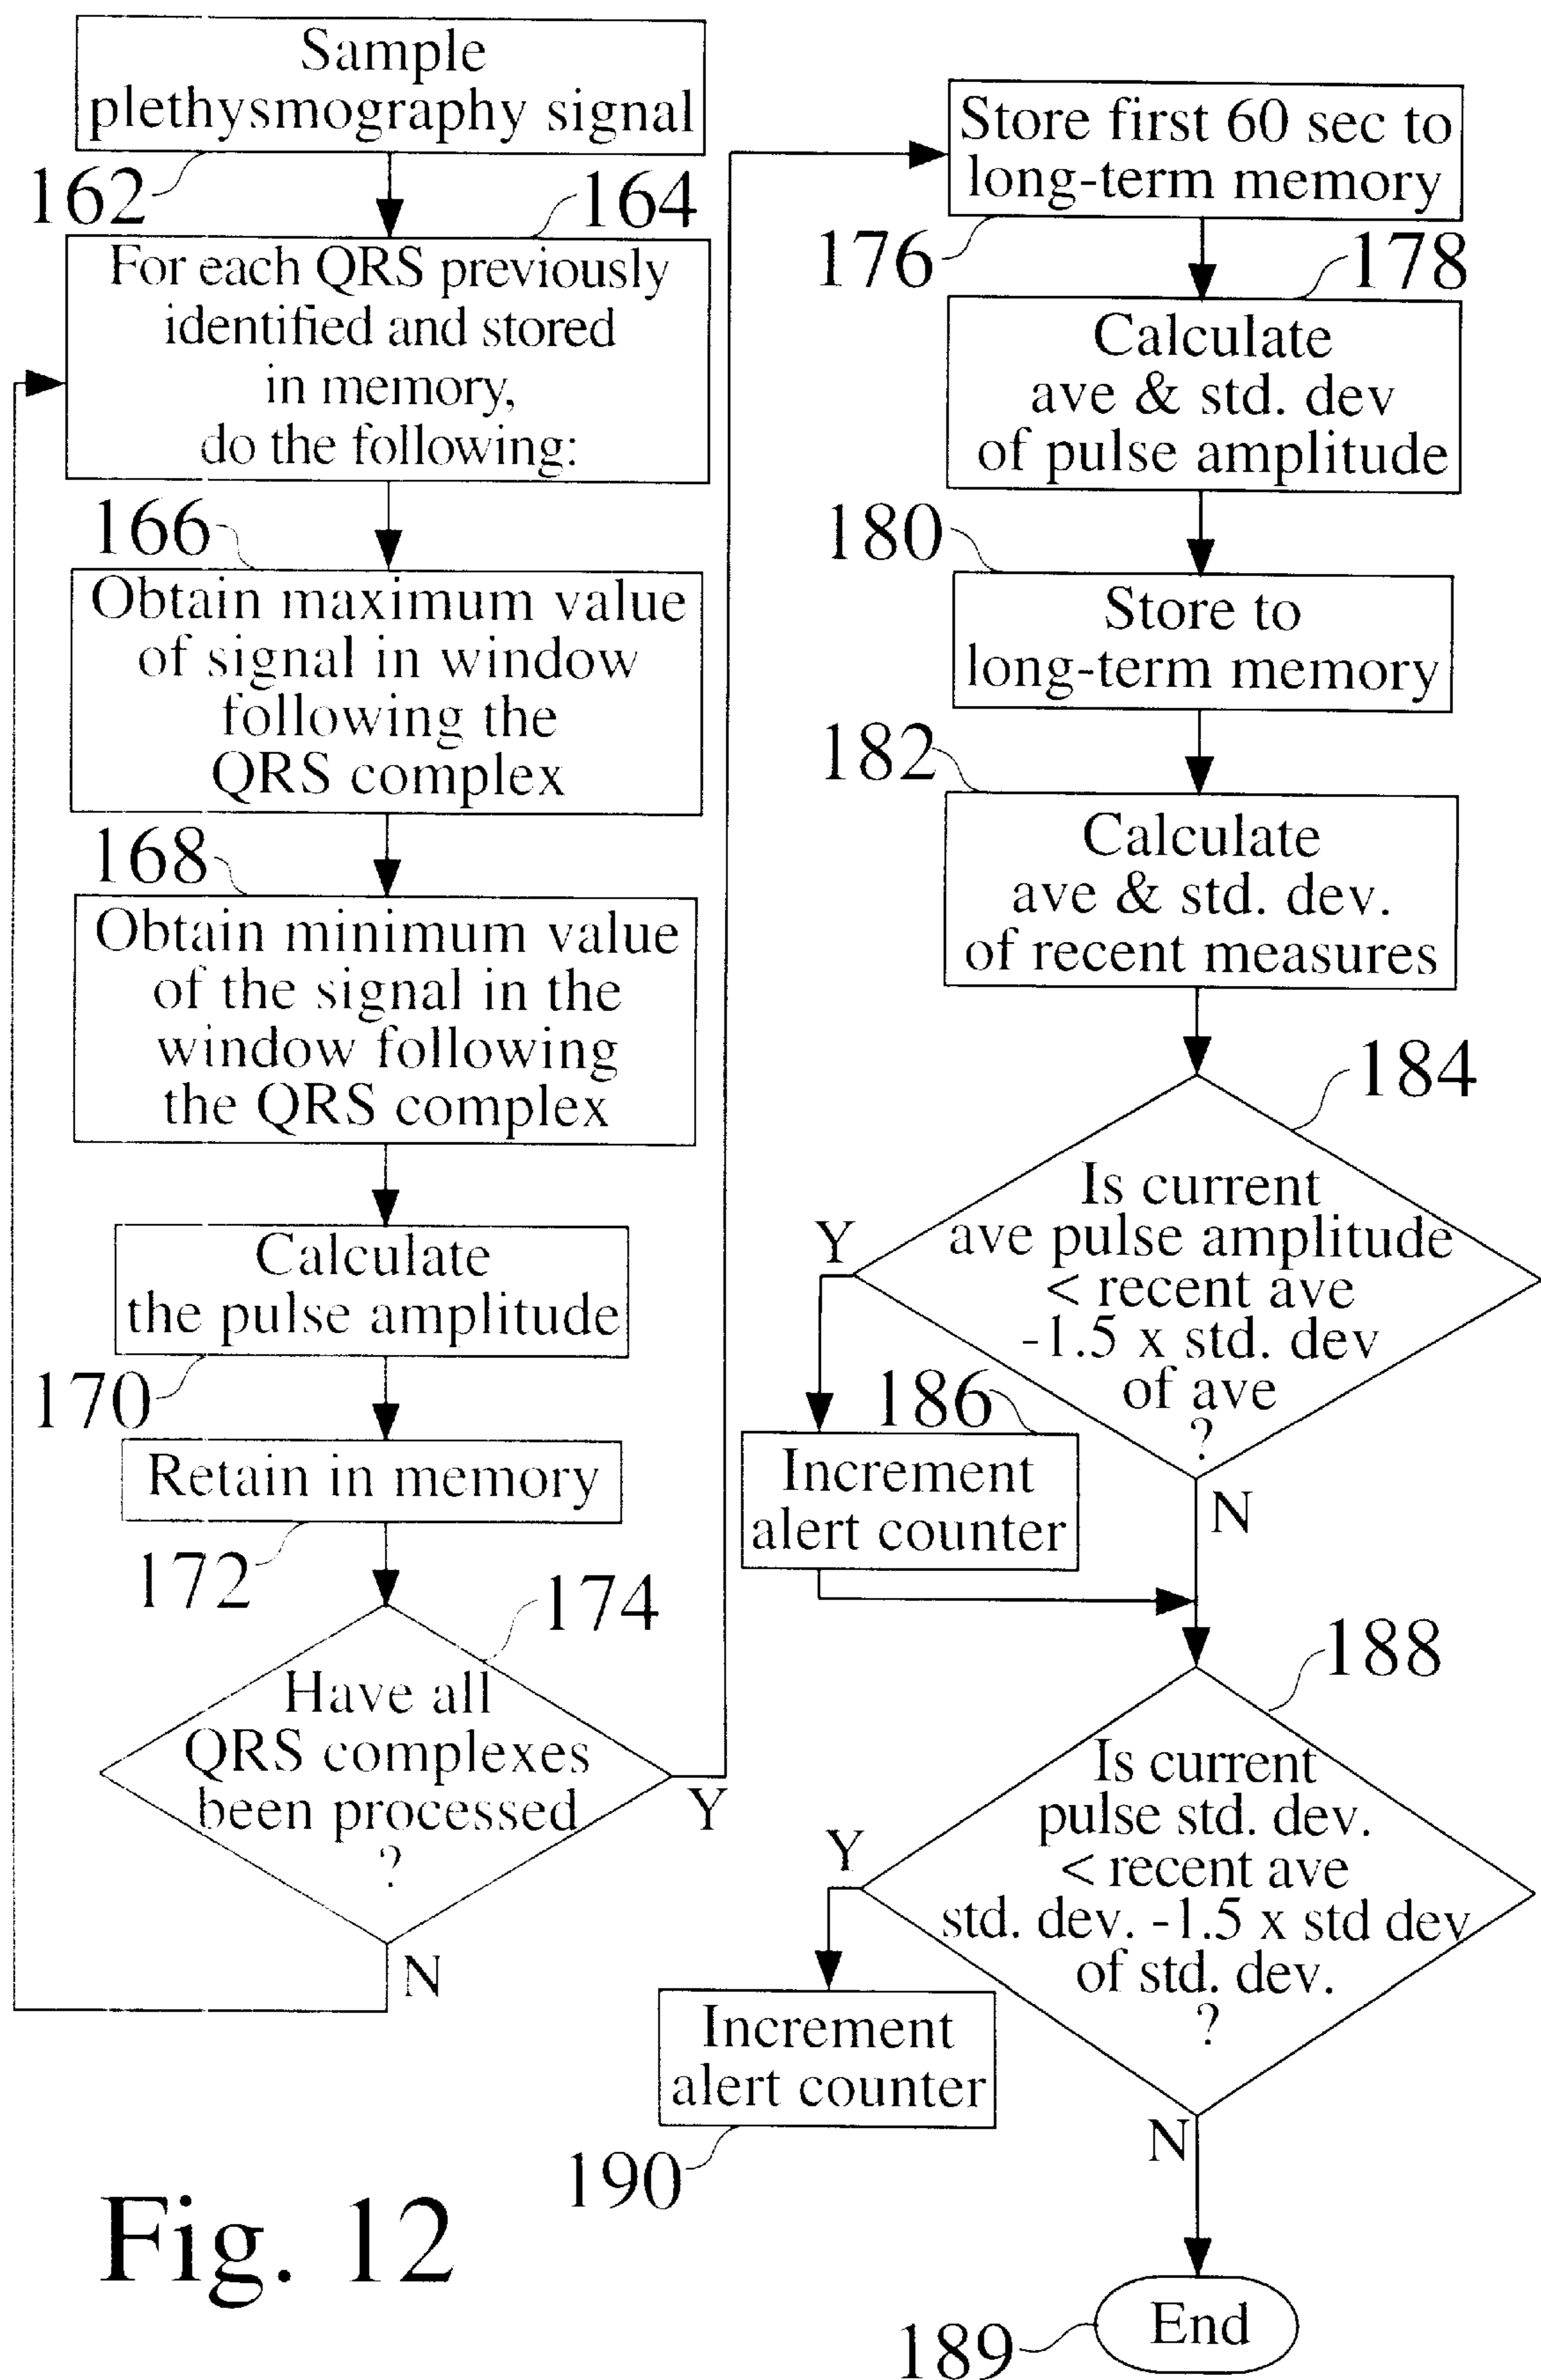 Sample
plethysmography signal
162
164
For each QRS previously
identified and stored
in memory,
do the following:
166
Obtain maximum value
of signal in window
following the
QRS complex
168
Obtain minimum value
of the signal in the
window following
the QRS complex
Calculate
the pulse amplitude
170
Retain in memory
172
174
Have all
QRS complexes
been processed
?
Y
N
Store first 60 sec to
long-term memory
176
178
Calculate
ave & std. dev
of pulse amplitude
180
Store to
long-term memory
182
Calculate
ave & std. dev.
of recent measures
184
Is current
ave pulse amplitude
< recent ave
-1.5 x std. dev
of ave
?
Y
186
Increment
alert counter
N
188
Is current
pulse std. dev.
< recent ave
std. dev. -1.5 x std dev
of std. dev.
?
Y
Increment
alert counter
190
N
End
189
Fig. 12